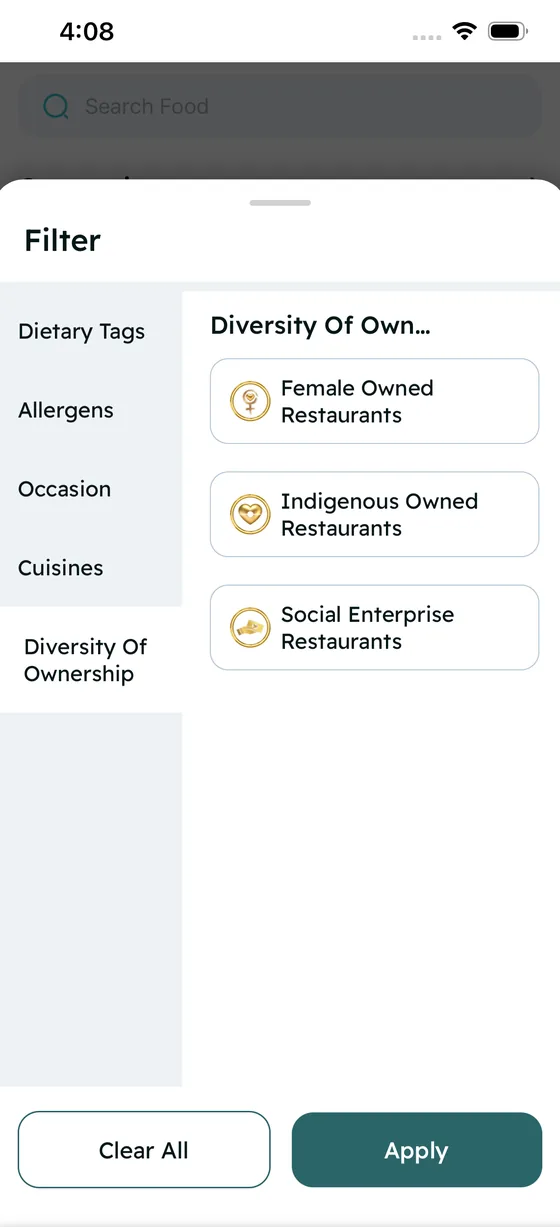 4:08
Search Food
Filter
Dietary Tags
Allergens
Occasion
Cuisines
Diversity Of
Ownership
Diversity Of Own...
Female Owned
Restaurants
Indigenous Owned
Restaurants
Social Enterprise
Restaurants
Clear All
Apply